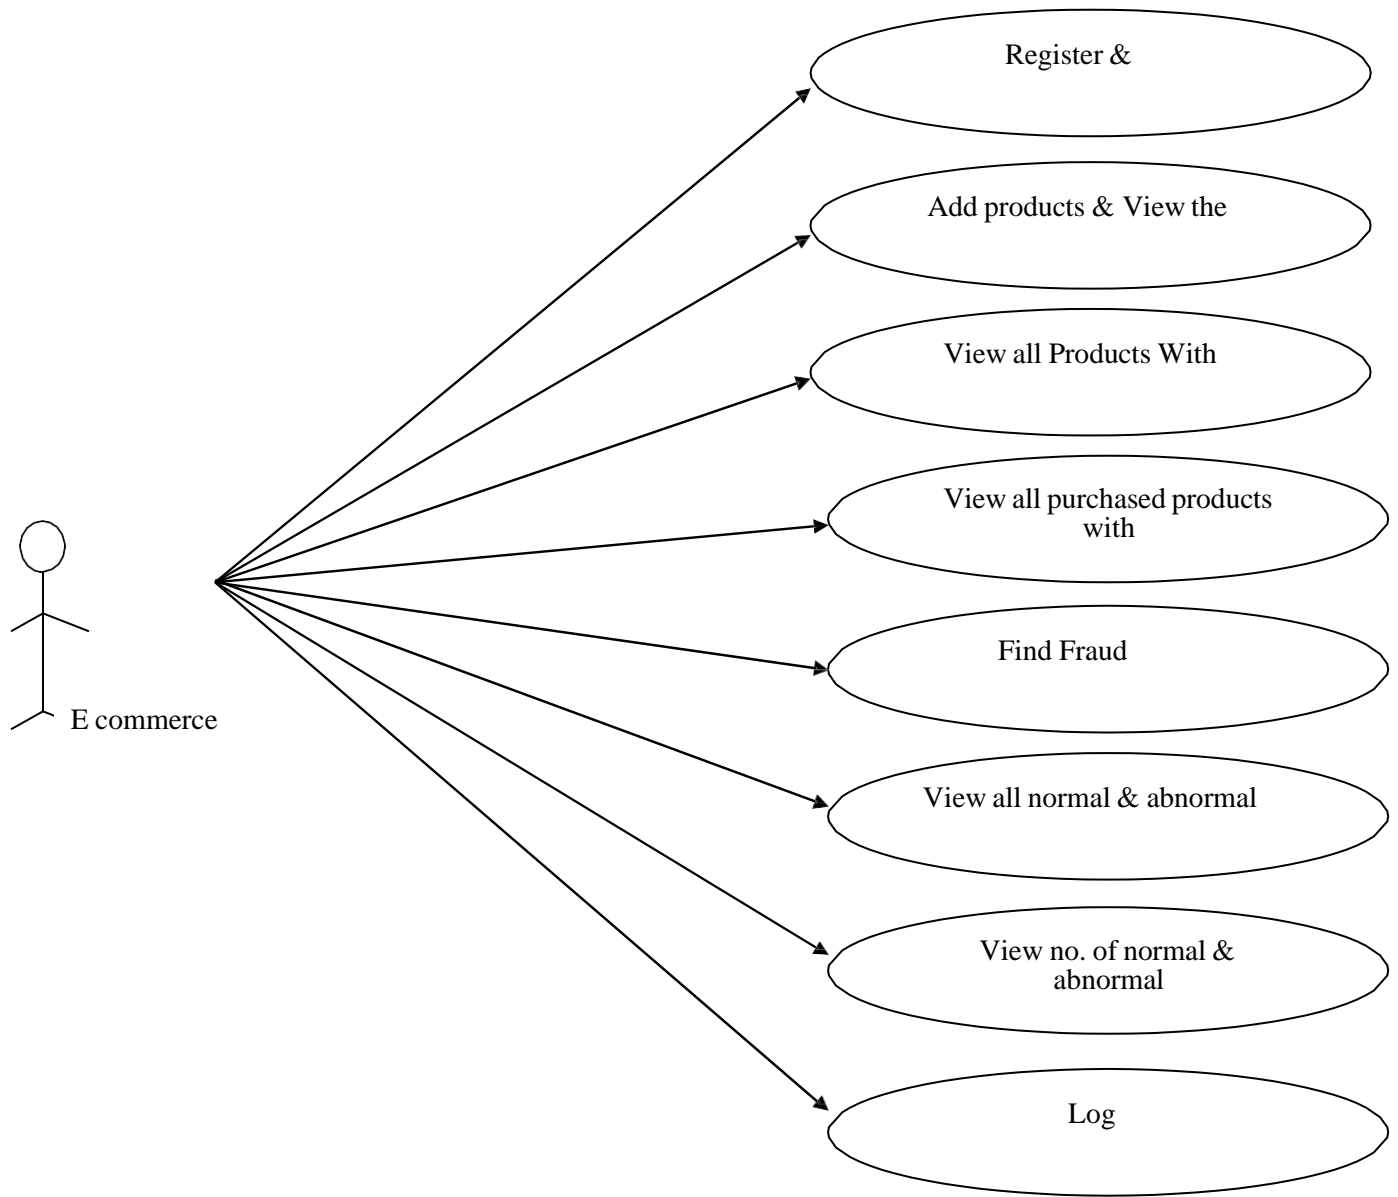 Register &
Add products & View the
View all Products With
View all purchased products
with
Find Fraud
E commerce
View all normal & abnormal
View no. of normal &
abnormal
Log